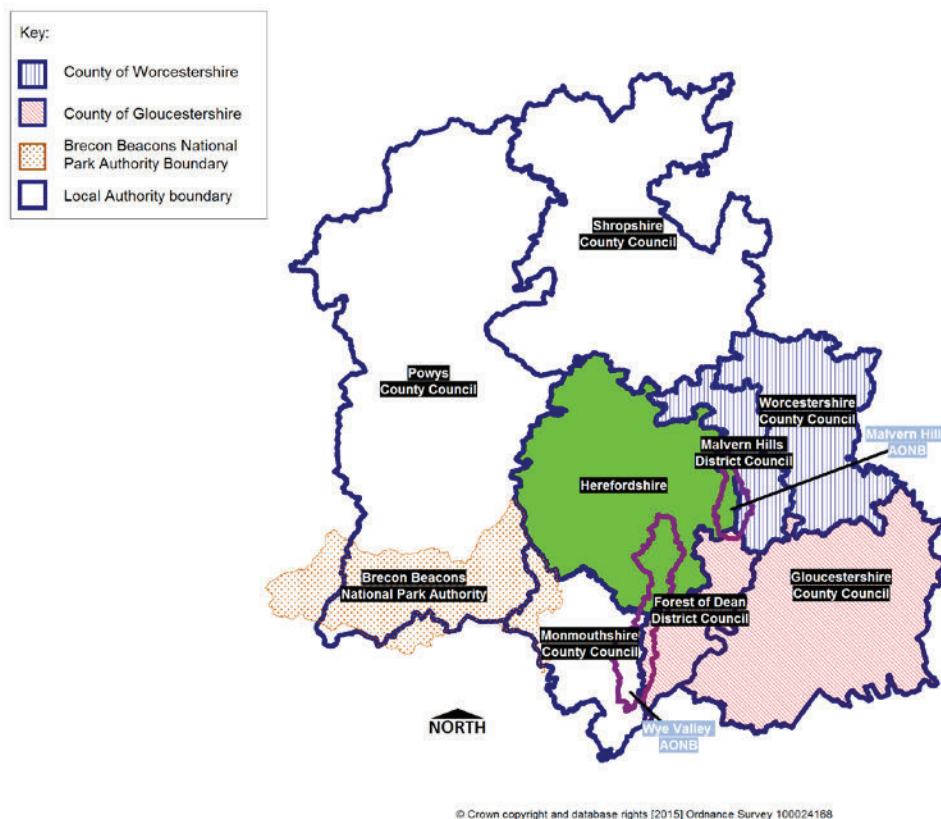 Key:
County of Worcestershire
County of Gloucestershire
Brecon Beacons National
Park Authority Boundary
Local Authority boundary
Shropshire
County Council
Powys
County Council
Worcestershire
County Council
Malvern Hill
AONB
Malvern Hills
District Council
Herefordshire
Brecon Beacons
National Park Authority
Gloucestershire
County Council
Forest of Dean
District Council
Monmouthshire
County Council
NORTH
Wye Valley
AONB
© Crown copyright and database rights [2015] Ordnance Survey 100024168